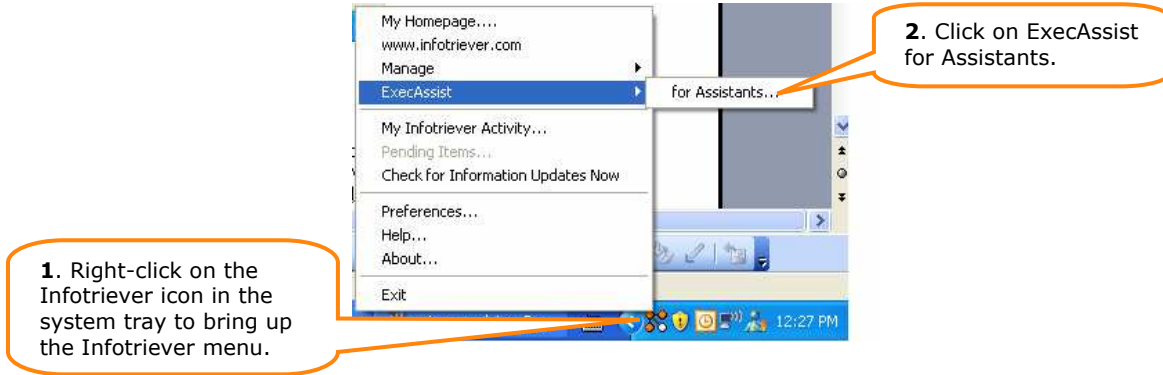 My Homepage....
www.infotriever.com
Manage
ExecAssist
for Assistants...
My Infotriever Activity...
Pending Items...
Check for Information Updates Now
Preferences...
Help...
About...
Exit
12:27 PM
2. Click on ExecAssist
for Assistants.
1. Right-click on the
Infotriever icon in the
system tray to bring up
the Infotriever menu.